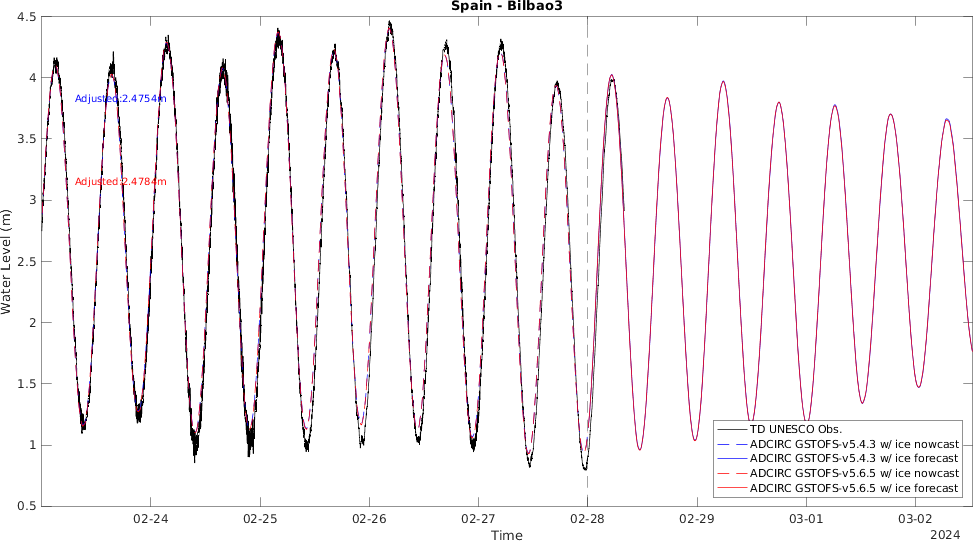 Spain - Bilbao3
4.5
4
3.5
3
2.5
2
1.5
1
0.5
Water Level (m)
Adjusted:2.4754m
Adjusted:2.4784m
TD UNESCO Obs.
ADCIRC GSTOFS-v5.4.3 w/ ice nowcast
ADCIRC GSTOFS-v5.4.3 w/ ice forecast
ADCIRC GSTOFS-v5.6.5 w/ ice nowcast
ADCIRC GSTOFS-v5.6.5 w/ ice forecast
02-24 02-25 02-26 02-27 02-28 02-29 03-01 03-02
Time
2024